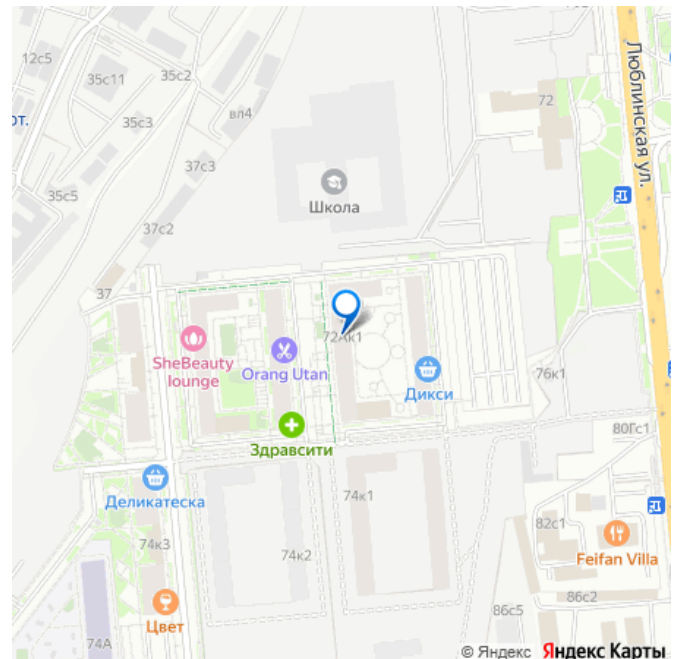 12с5
35с11
35с2
72
Люблинская ул.
от.
35с3
вл4
37с3
35с5
Школа
37с2
37
72Ак1
SheBeauty
lounge
Orang Utan
Дикси
76к1
80Гс1
Здравсити
Деликатеска
74к1
82с1
74к3
74к2
Feifan Villa
86с5
86с2
Цвет
74А
© Яндекс Яндекс Карты